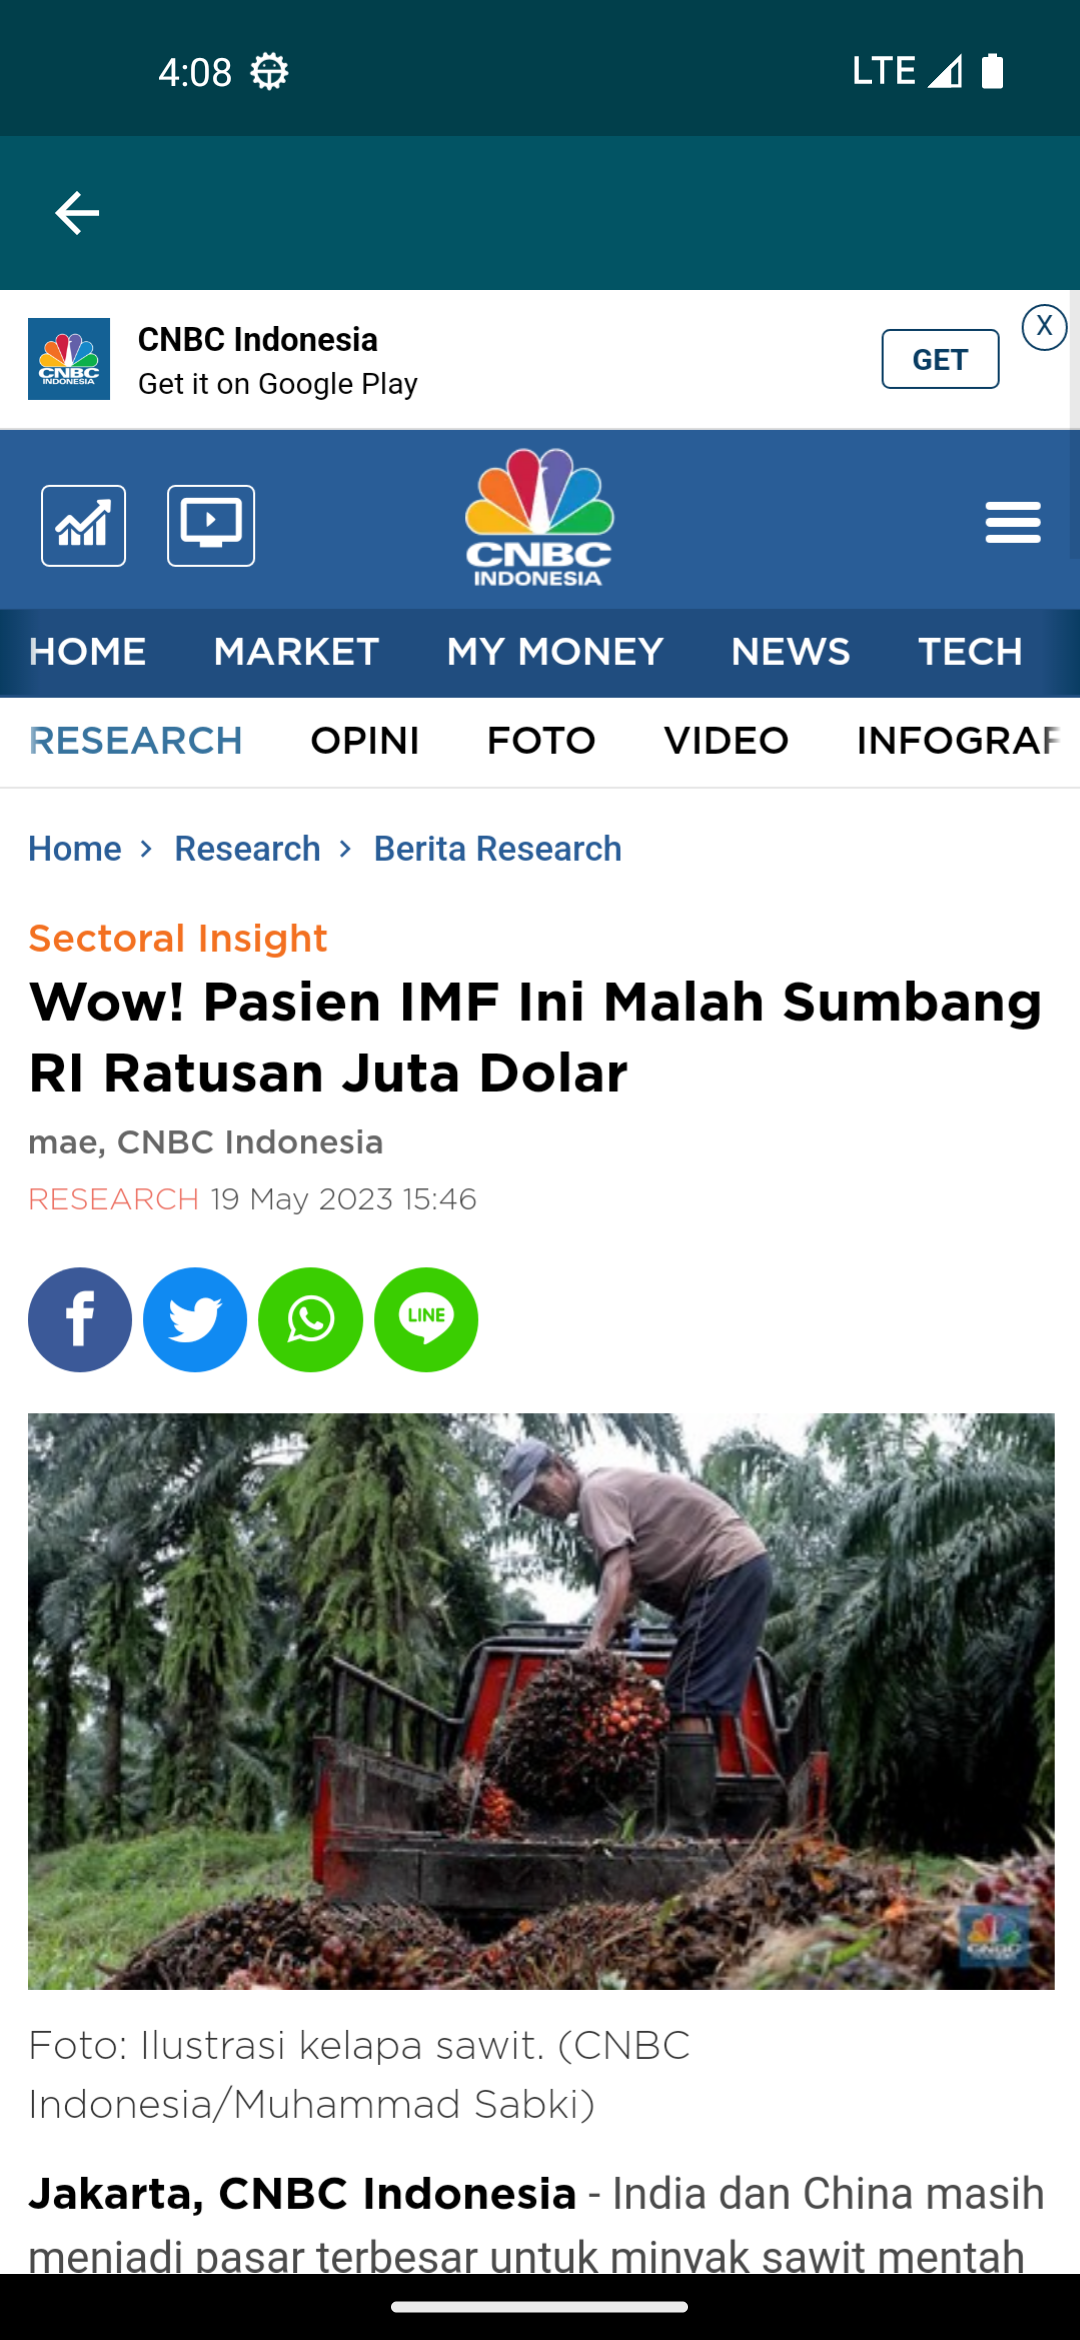 4:08
LTE
CNBC Indonesia
Get it on Google Play
GET
X
CNBC
INDONESIA
CNBC
INDONESIA
HOME MARKET MY MONEY NEWS TECH
RESEARCH OPINI FOTO VIDEO INFOGRAF
Home > Research > Berita Research
Sectoral Insight
Wow! Pasien IMF Ini Malah Sumbang
RI Ratusan Juta Dolar
mae, CNBC Indonesia
RESEARCH 19 May 2023 15:46
LINE
CNBC
Foto: Ilustrasi kelapa sawit. (CNBC
Indonesia/Muhammad Sabki)
Jakarta, CNBC Indonesia - India dan China masih
menjadi pasar terbesar untuk minyak sawit mentah